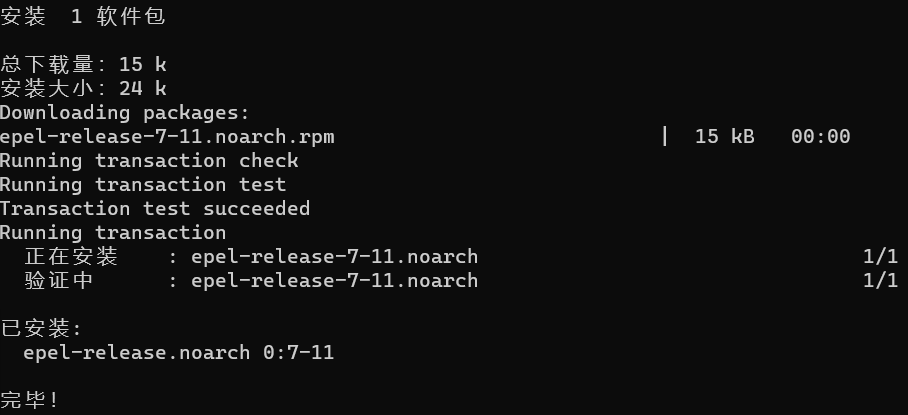 安装  1 软件包
总下载量：15 k
安装大小：24 k
Downloading packages:
epel-release-7-11.noarch.rpm | 15 kB 00:00
Running transaction check
Running transaction test
Transaction test succeeded
Running transaction
正在安装 : epel-release-7-11.noarch 1/1
验证中 : epel-release-7-11.noarch 1/1
已安装:
epel-release.noarch 0:7-11
完毕！